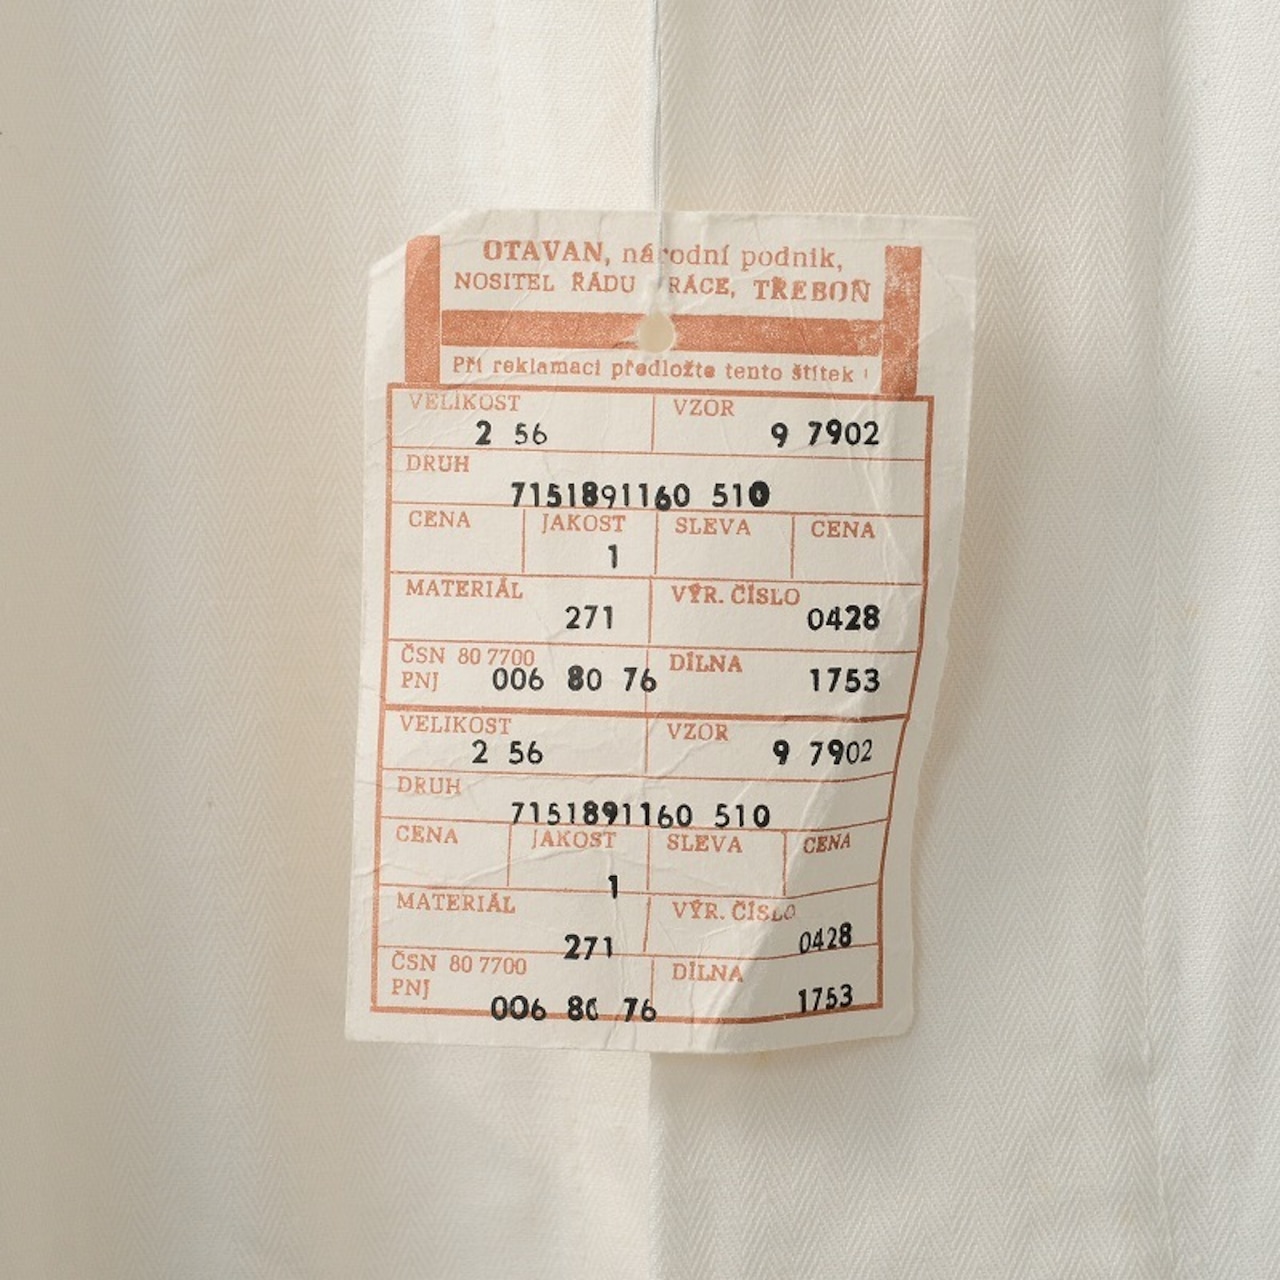 OTAVAN, národní podnik,
NOSITEL ŘÁDU PRÁCE, TŘEBOŇ
Při reklamaci předložte tento štítek !
VELIKOST VZOR
2 56 9 7902
DRUH
7151891160 510
CENA JAKOST SLEVA CENA
1
MATERIÁL VÝR. ČÍSLO
271 0428
ČSN 80 7700 DÍLNA
PNJ 006 80 76 1753
VELIKOST VZOR
2 56 9 7902
DRUH
7151891160 510
CENA JAKOST SLEVA CENA
1
MATERIÁL VÝR. ČÍSLO
271 0428
ČSN 80 7700 DÍLNA
PNJ 006 80 76 1753